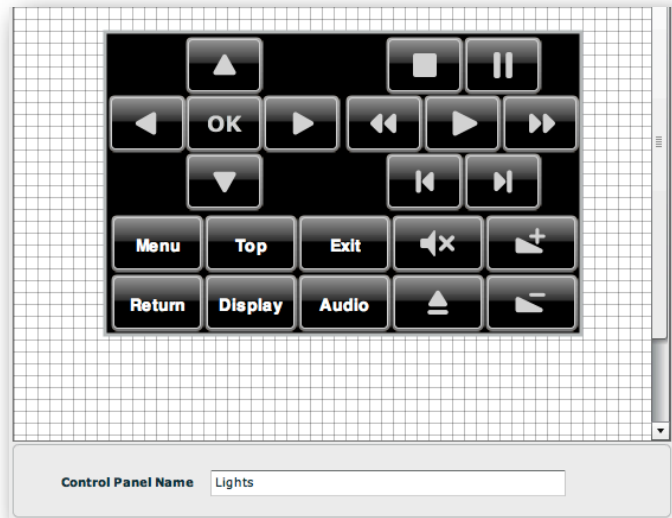 OK
Menu Top Exit
Return Display Audio
Control Panel Name Lights